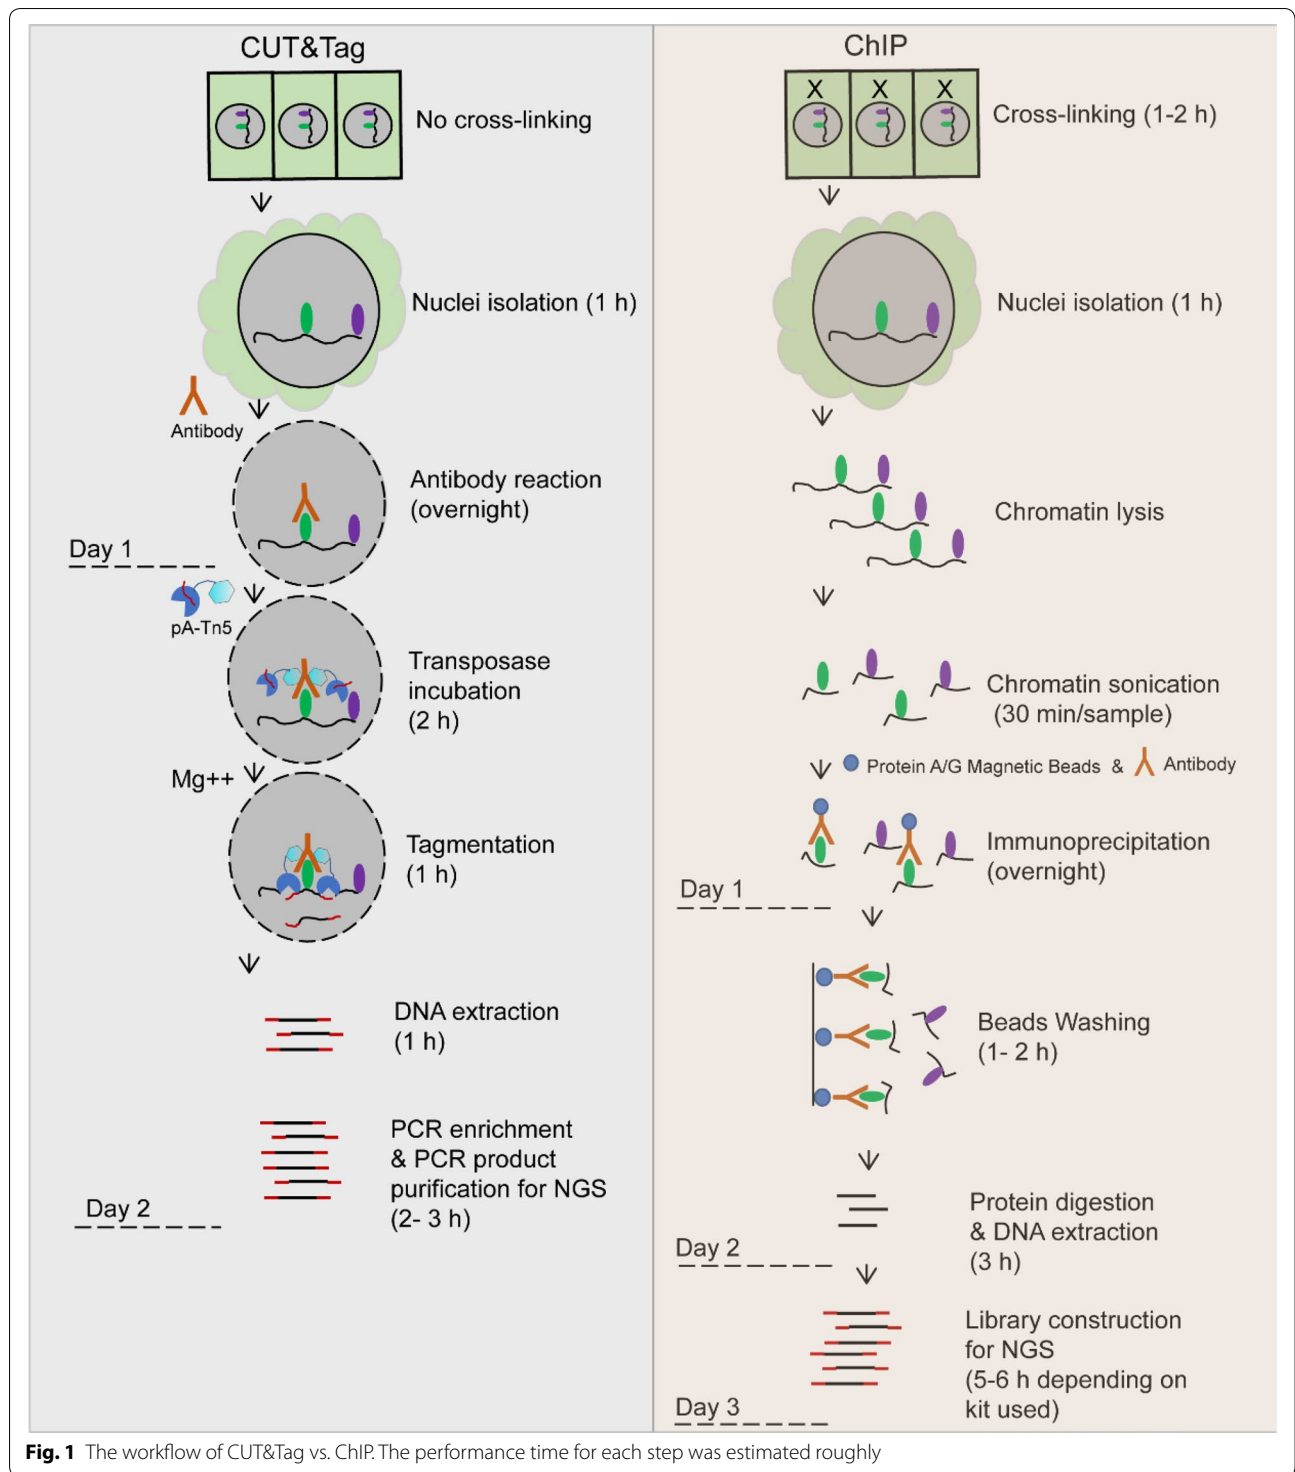 CUT&Tag
No cross-linking
Nuclei isolation (1 h)
Antibody
Antibody reaction
(overnight)
Day 1
pA-Tn5
Transposase
incubation
(2 h)
Mg++
Tagmentation
(1 h)
DNA extraction
(1 h)
PCR enrichment
& PCR product
purification for NGS
(2- 3 h)
Day 2
ChIP
X X X
Cross-linking (1-2 h)
Nuclei isolation (1 h)
Chromatin lysis
Chromatin sonication
(30 min/sample)
Protein A/G Magnetic Beads & Antibody
Immunoprecipitation
(overnight)
Day 1
Beads Washing
(1- 2 h)
Protein digestion
& DNA extraction
(3 h)
Day 2
Library construction
for NGS
(5-6 h depending on
kit used)
Day 3
Fig. 1 The workflow of CUT&Tag vs. ChIP. The performance time for each step was estimated roughly